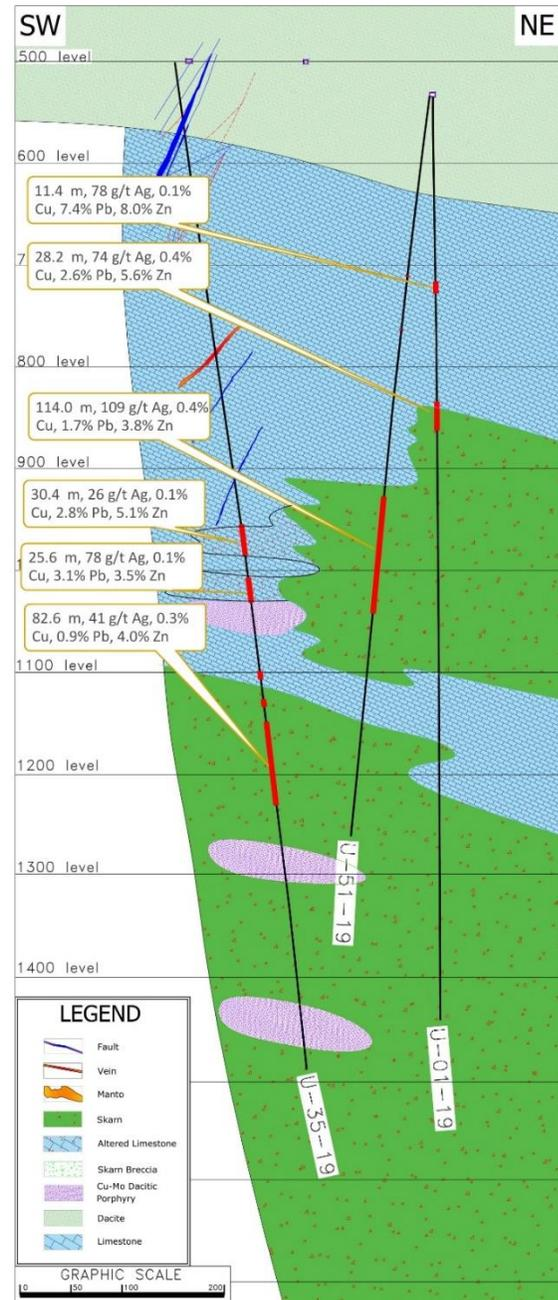 SW
NE
500 level
600 level
11.4 m, 78 g/t Ag, 0.1%
Cu, 7.4% Pb, 8.0% Zn
28.2 m, 74 g/t Ag, 0.4%
Cu, 2.6% Pb, 5.6% Zn
800 level
114.0 m, 109 g/t Ag, 0.4%
Cu, 1.7% Pb, 3.8% Zn
900 level
30.4 m, 26 g/t Ag, 0.1%
Cu, 2.8% Pb, 5.1% Zn
25.6 m, 78 g/t Ag, 0.1%
Cu, 3.1% Pb, 3.5% Zn
82.6 m, 41 g/t Ag, 0.3%
Cu, 0.9% Pb, 4.0% Zn
1100 level
1200 level
1300 level
U-51-19
1400 level
U-01-19
U-35-19
LEGEND
Fault
Vein
Manto
Skarn
Altered Limestone
Skarn Breccia
Cu-Mo Dacitic
Porphyry
Dacite
Limestone
GRAPHIC SCALE
0 50 100 200